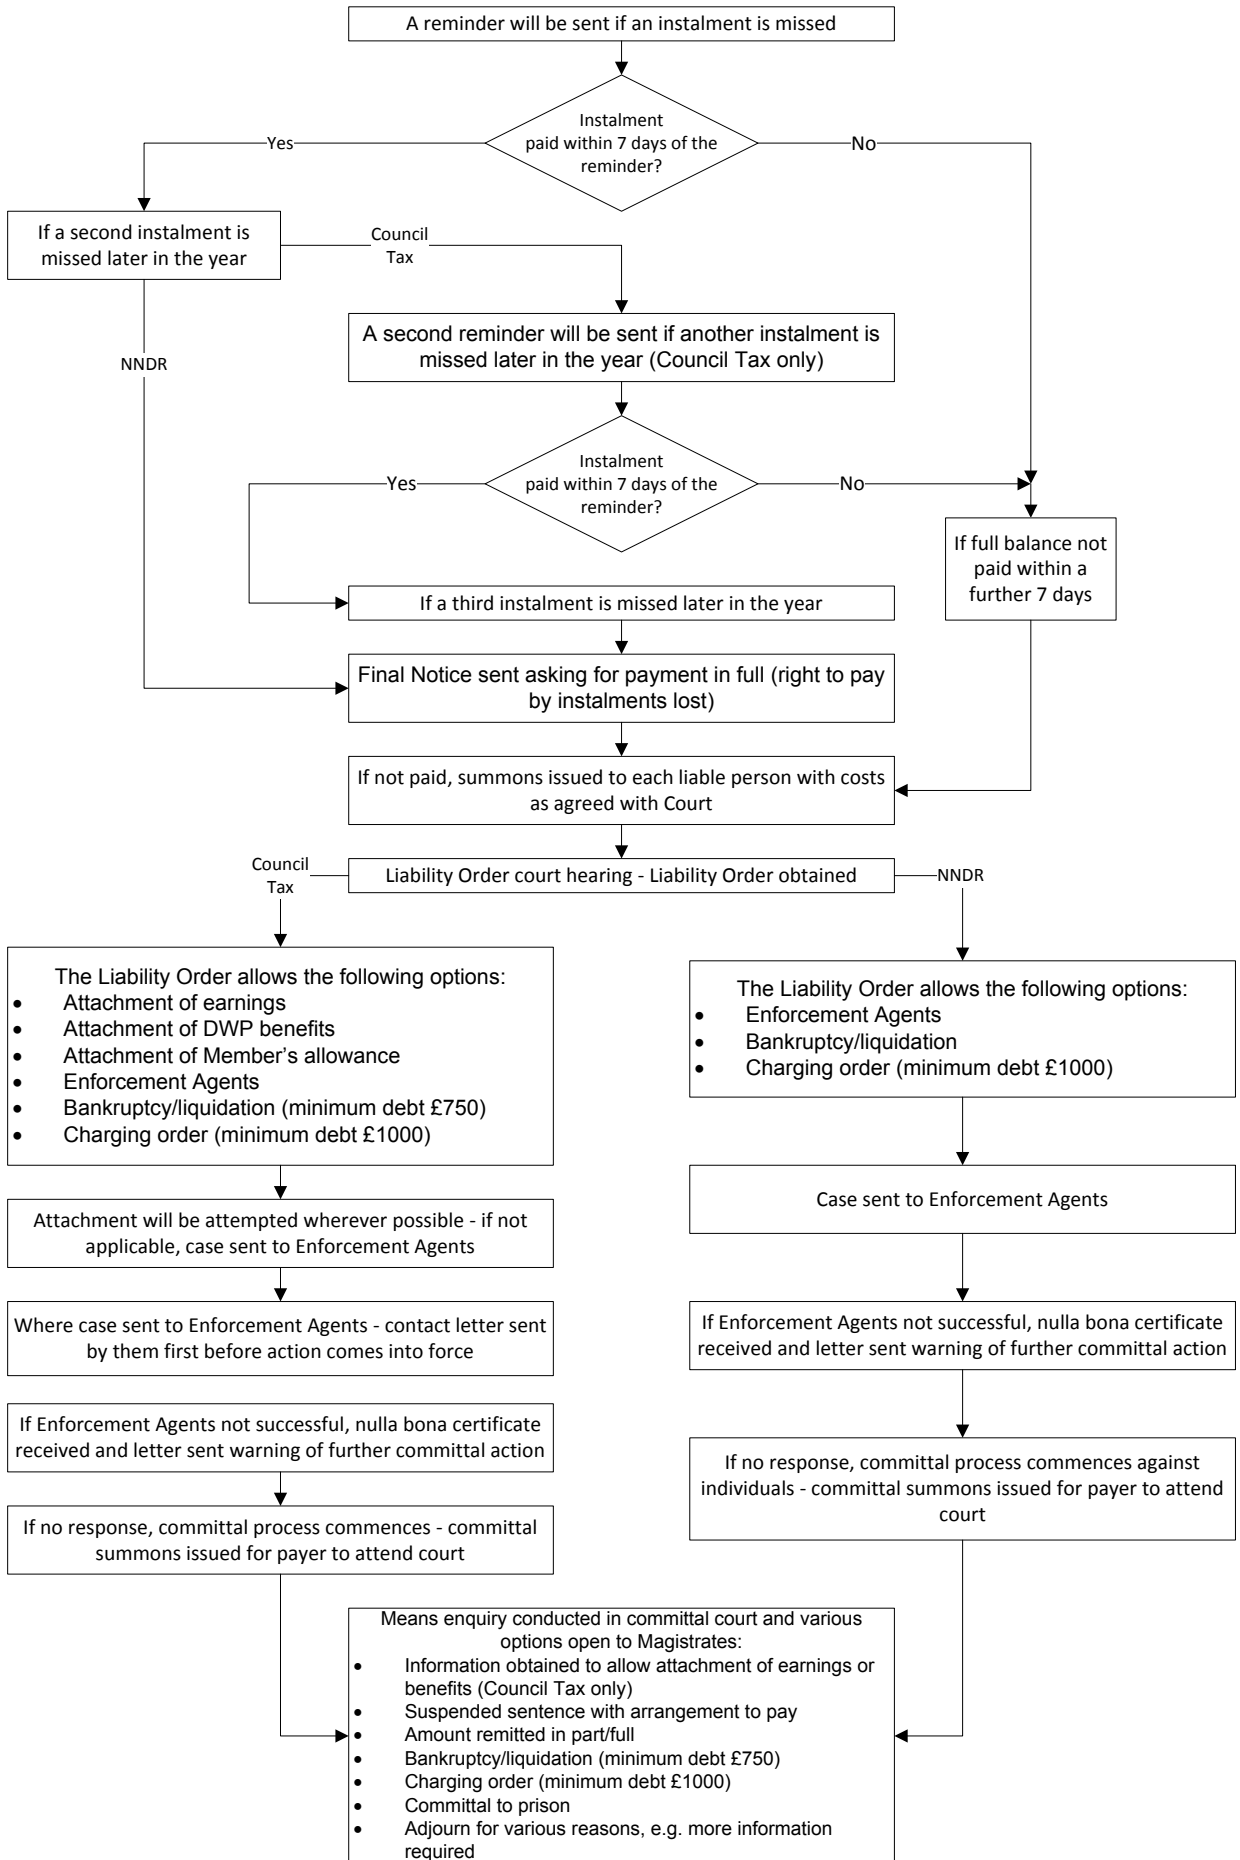 A reminder will be sent if an instalment is missed
Instalment
paid within 7 days of the
reminder?
Yes
No
If a second instalment is
missed later in the year
Council
Tax
A second reminder will be sent if another instalment is
missed later in the year (Council Tax only)
NNDR
Instalment
paid within 7 days of the
reminder?
Yes
No
If full balance not
paid within a
further 7 days
If a third instalment is missed later in the year
Final Notice sent asking for payment in full (right to pay
by instalments lost)
If not paid, summons issued to each liable person with costs
as agreed with Court
Council
Tax
Liability Order court hearing - Liability Order obtained
NNDR
The Liability Order allows the following options:
• Attachment of earnings
• Attachment of DWP benefits
• Attachment of Member’s allowance
• Enforcement Agents
• Bankruptcy/liquidation (minimum debt £750)
• Charging order (minimum debt £1000)
The Liability Order allows the following options:
• Enforcement Agents
• Bankruptcy/liquidation
• Charging order (minimum debt £1000)
Attachment will be attempted wherever possible - if not
applicable, case sent to Enforcement Agents
Case sent to Enforcement Agents
Where case sent to Enforcement Agents - contact letter sent
by them first before action comes into force
If Enforcement Agents not successful, nulla bona certificate
received and letter sent warning of further committal action
If Enforcement Agents not successful, nulla bona certificate
received and letter sent warning of further committal action
If no response, committal process commences against
individuals - committal summons issued for payer to attend
court
If no response, committal process commences - committal
summons issued for payer to attend court
Means enquiry conducted in committal court and various
options open to Magistrates:
• Information obtained to allow attachment of earnings or
benefits (Council Tax only)
• Suspended sentence with arrangement to pay
• Amount remitted in part/full
• Bankruptcy/liquidation (minimum debt £750)
• Charging order (minimum debt £1000)
• Committal to prison
• Adjourn for various reasons, e.g. more information
required